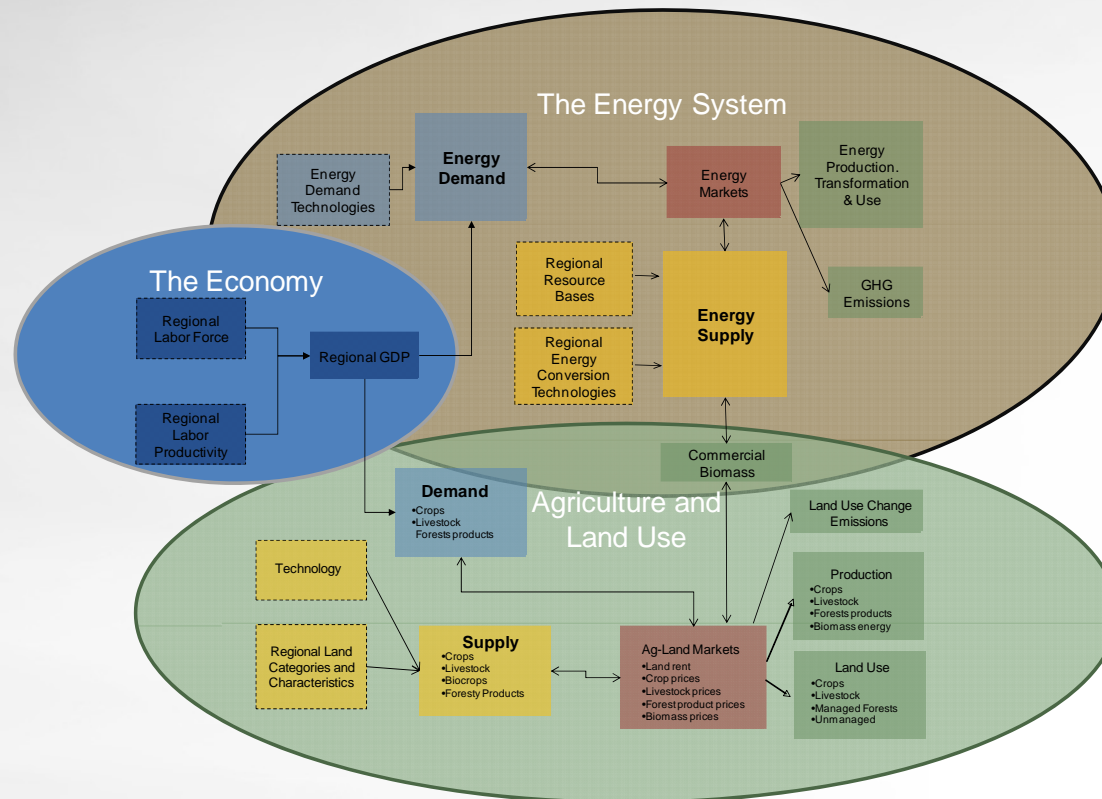 The Energy System
Energy
Demand
Technologies
Energy
Demand
Energy
Markets
Energy
Production.
Transformation
& Use
GHG
Emissions
Regional
Resource
Bases
Regional
Energy
Conversion
Technologies
Energy
Supply
The Economy
Regional
Labor Force
Regional GDP
Regional
Labor
Productivity
Commercial
Biomass
Agriculture and
Land Use
Demand
•Crops
•Livestock
Forests products
Technology
Regional Land
Categories and
Characteristics
Supply
•Crops
•Livestock
•Biocrops
•Foresty Products
Ag-Land Markets
•Land rent
•Crop prices
•Livestock prices
•Forest product prices
•Biomass prices
Land Use Change
Emissions
Production
•Crops
•Livestock
•Forests products
•Biomass energy
Land Use
•Crops
•Livestock
•Managed Forests
•Unmanaged